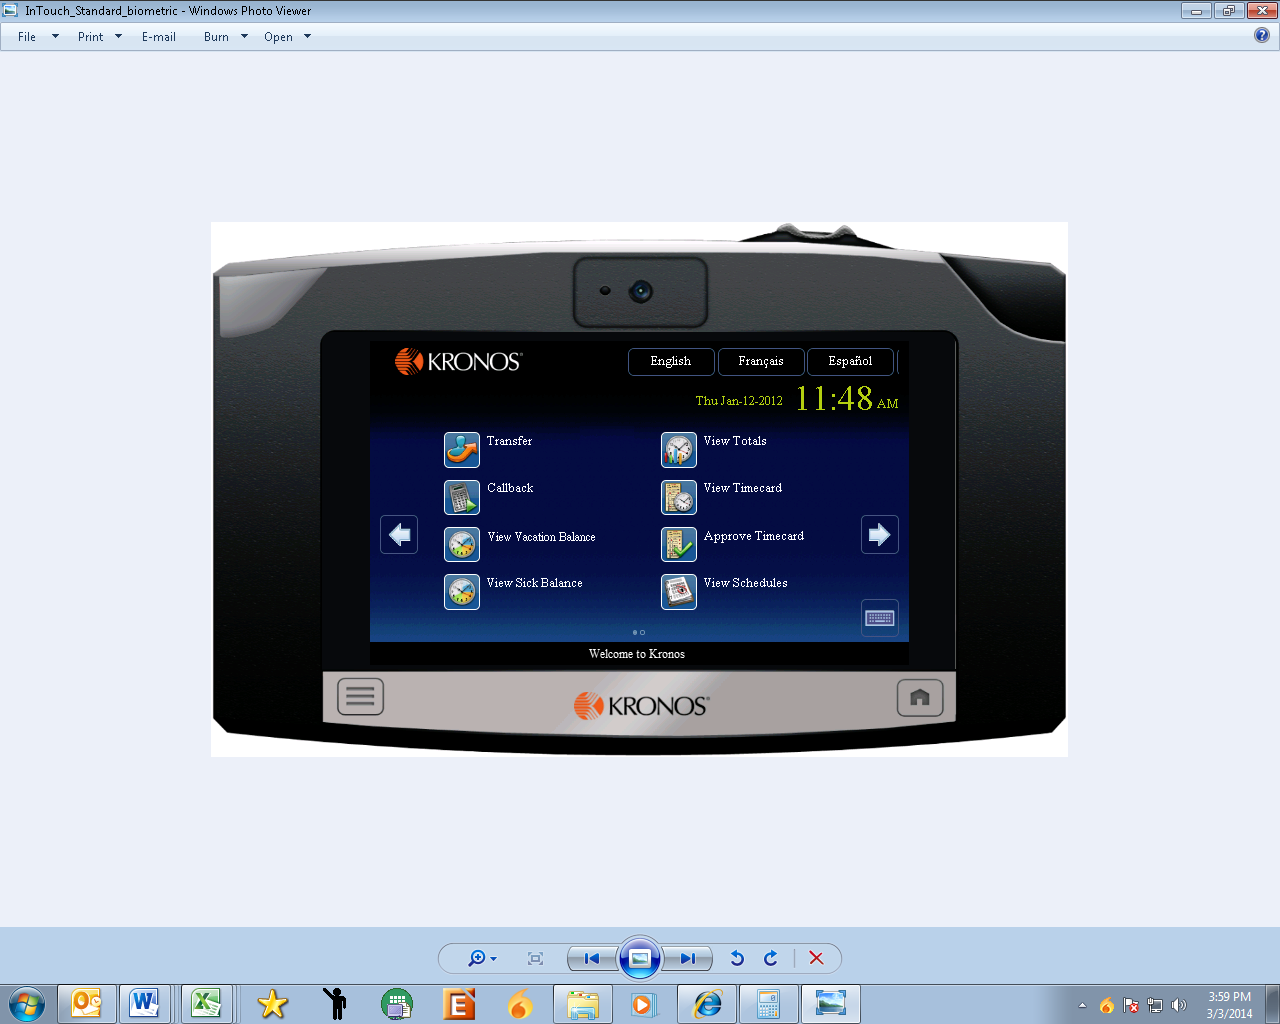 InTouch_Standard_biometric - Windows Photo Viewer
File Print E-mail Burn Open
KRONOS® English Français Español
Thu Jan-12-2012 11:48 AM
Transfer View Totals
Callback View Timecard
View Vacation Balance Approve Timecard
View Sick Balance View Schedules
Welcome to Kronos
KRONOS®
3:59 PM
3/3/2014